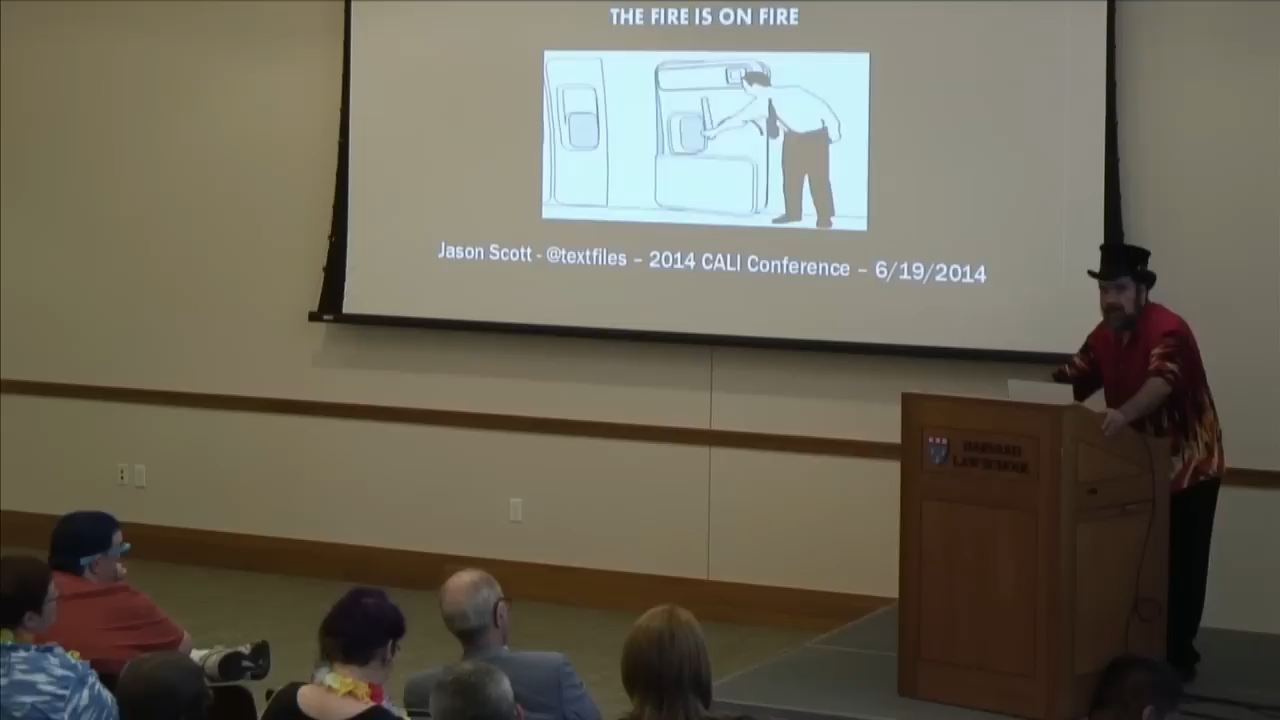 THE FIRE IS ON FIRE
Jason Scott - @textfiles – 2014 CALI Conference – 6/19/2014
HARVARD
LAW SCHOOL